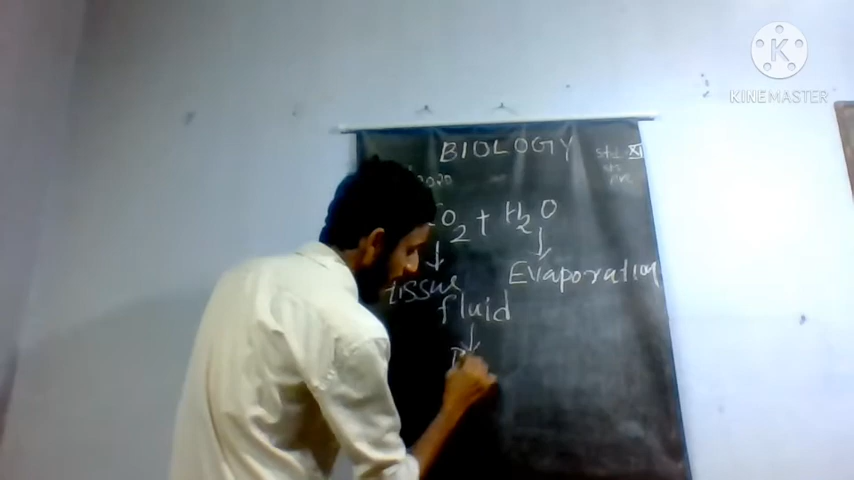 KINEMASTER
BIOLOGY
Std XI
O₂ + H₂O
↓ ↓
tissue Evaporation
fluid
↓